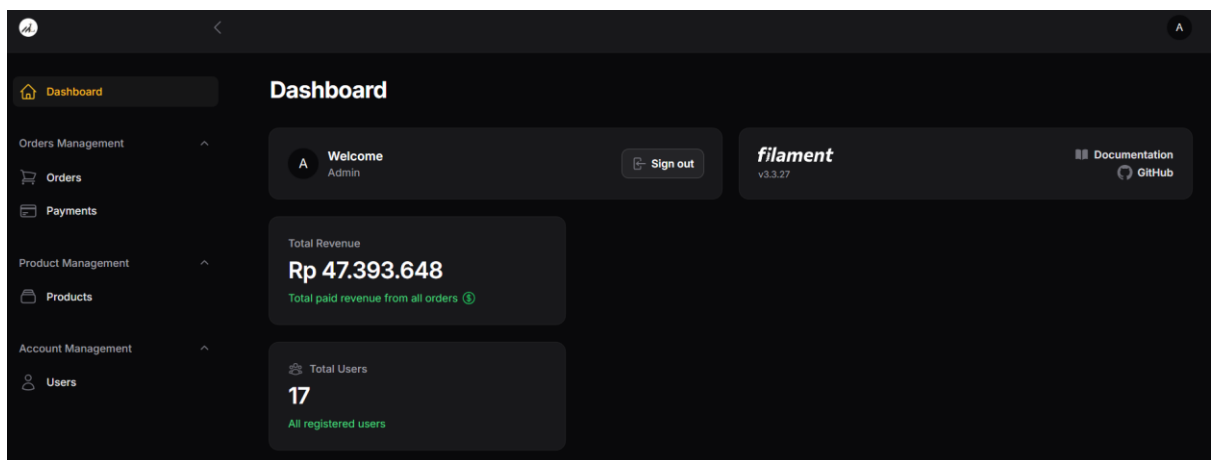 A
Dashboard
Orders Management
Orders
Payments
Product Management
Products
Account Management
Users
Dashboard
A
Welcome
Admin
Sign out
filament
v3.3.27
Documentation
GitHub
Total Revenue
Rp 47.393.648
Total paid revenue from all orders
Total Users
17
All registered users